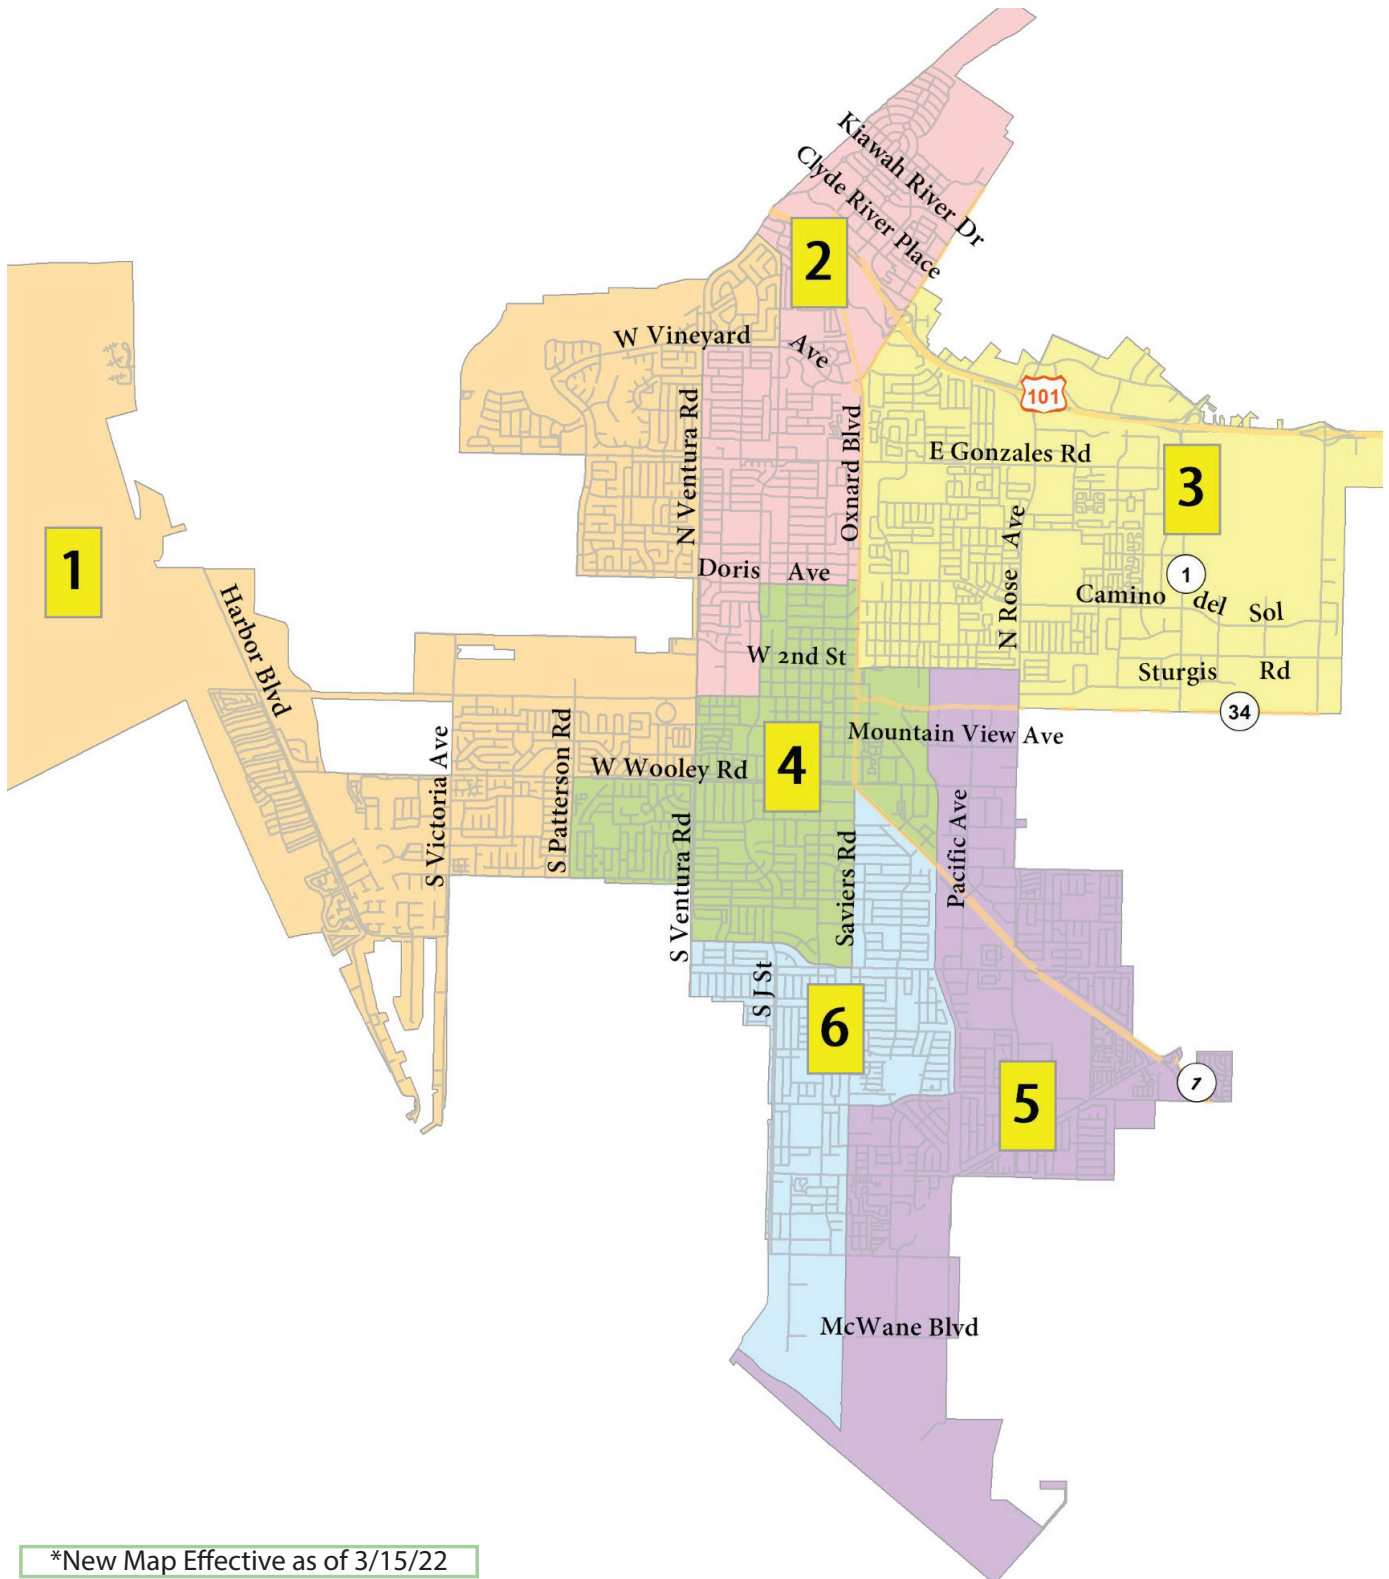 Kiawah River Dr
Clyde River Place
2
W Vineyard Ave
101
N Ventura Rd
Oxnard Blvd
E Gonzales Rd
3
N Rose Ave
1
Doris Ave
1
Camino del Sol
Harbor Blvd
W 2nd St
Sturgis Rd
34
S Victoria Ave
S Patterson Rd
W Wooley Rd
4
Mountain View Ave
S Ventura Rd
Saviers Rd
Pacific Ave
S J St
6
5
1
McWane Blvd
*New Map Effective as of 3/15/22